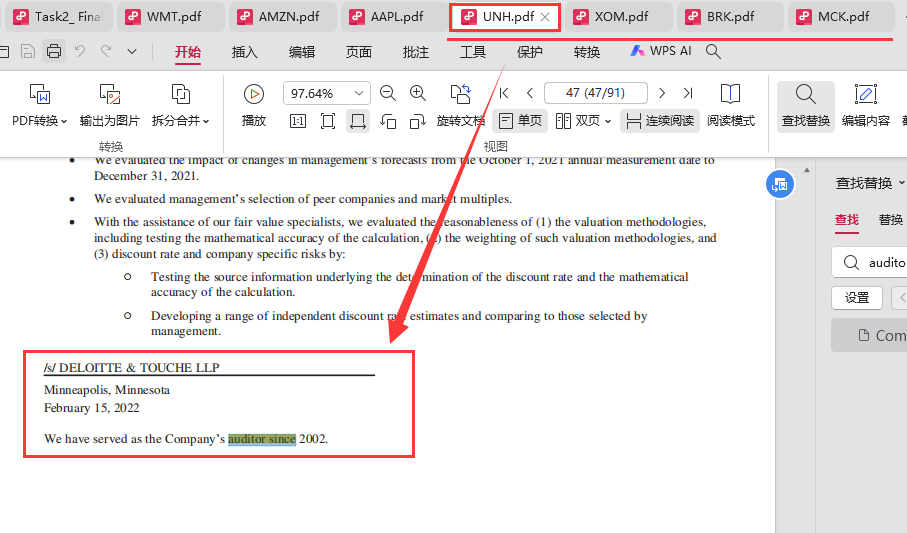 Task2_ Fina
WMT.pdf
AMZN.pdf
AAPL.pdf
UNH.pdf
XOM.pdf
BRK.pdf
MCK.pdf
开始 插入 编辑 页面 批注 工具 保护 转换 WPS AI
97.64%
47 (47/91)
PDF转换 输出为图片 拆分合并 播放 1:1 旋转文档 单页 双页 连续阅读 阅读模式 查找替换 编辑内容
转换 视图
We evaluated the impact of changes in management's forecasts from the October 1, 2021 annual measurement date to
December 31, 2021.
• We evaluated management's selection of peer companies and market multiples.
• With the assistance of our fair value specialists, we evaluated the reasonableness of (1) the valuation methodologies,
including testing the mathematical accuracy of the calculation, (2) the weighting of such valuation methodologies, and
(3) discount rate and company specific risks by:
Testing the source information underlying the determination of the discount rate and the mathematical
accuracy of the calculation.
Developing a range of independent discount rate estimates and comparing to those selected by
management.
/s/ DELOITTE & TOUCHE LLP
Minneapolis, Minnesota
February 15, 2022
We have served as the Company's auditor since 2002.
查找替换
查找 替换
audito
设置
Com